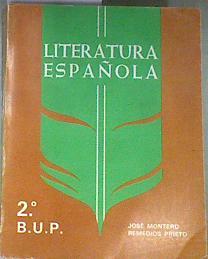 LITERATURA
ESPAÑOLA
2.º
B.U.P.
JOSÉ MONTERO
REMEDIOS PRIETO